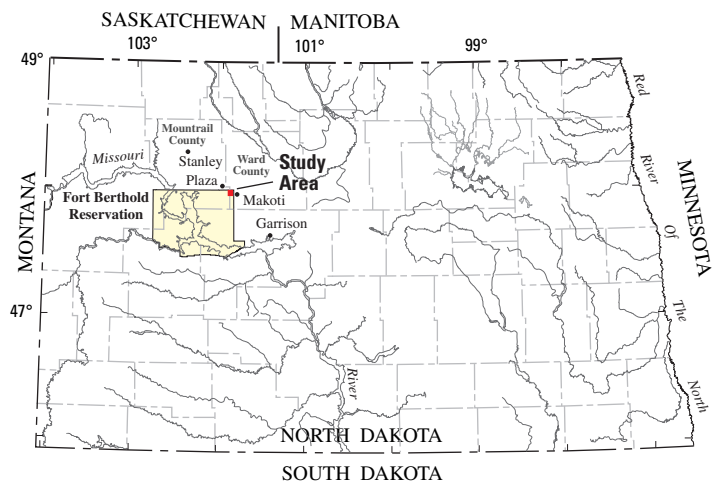 SASKATCHEWAN
MANITOBA
103°
101°
99°
49°
Red
Mountrail
County
Missouri
Stanley
Ward
County
Study
Area
River
Plaza
Makoti
Fort Berthold
Reservation
MINNESOTA
MONTANA
Garrison
Of
47°
The
River
North
NORTH DAKOTA
SOUTH DAKOTA